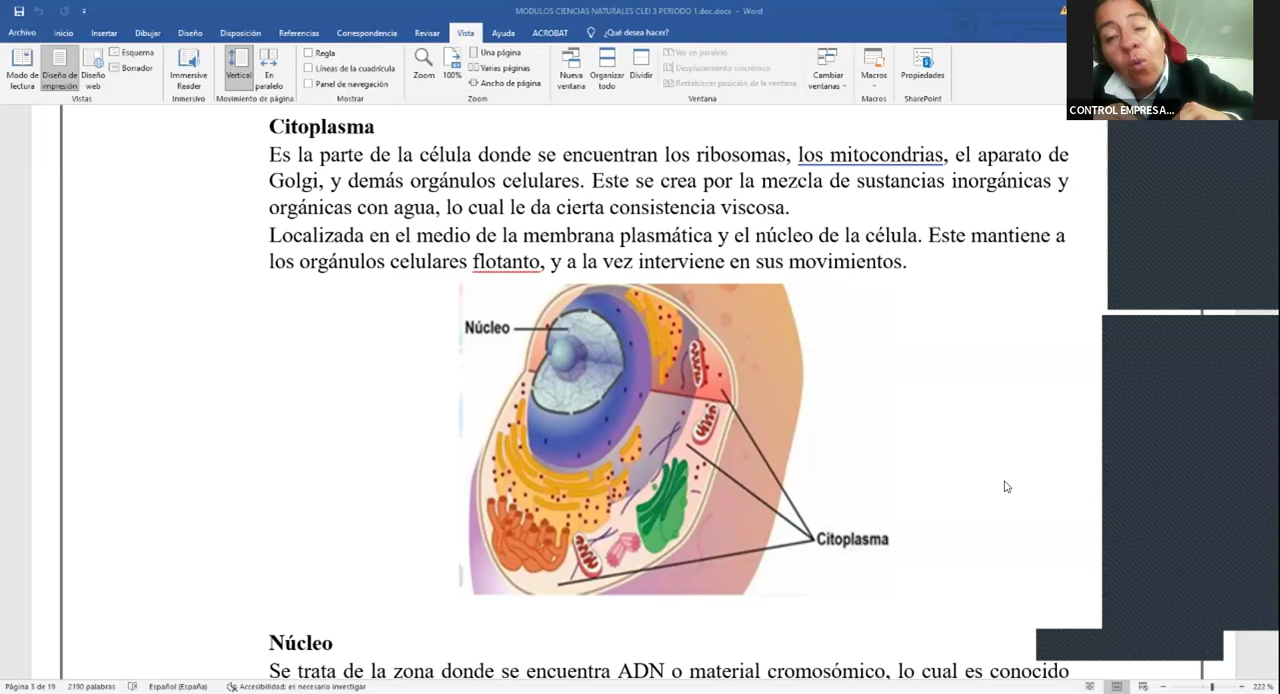 MODULOS CIENCIAS NATURALES CLEI 3 PERIODO 1.doc.docx - Word
Archivo Inicio Insertar Dibujar Diseño Disposición Referencias Correspondencia Revisar Vista Ayuda ACROBAT ¿Qué desea hacer?
Modo de lectura
Diseño de impresión
Diseño web
Esquema
Borrador
Vistas
Immersive Reader
Inmersivo
Vertical
En paralelo
Movimiento de página
Regla
Líneas de la cuadrícula
Panel de navegación
Mostrar
Zoom
100%
Una página
Varias páginas
Ancho de página
Zoom
Nueva ventana
Organizar todo
Dividir
Ver en paralelo
Desplazamiento sincrónico
Restablecer posición de la ventana
Ventana
Cambiar ventanas
Macros
Macros
Propiedades
SharePoint
CONTROL EMPRESA...
Citoplasma
Es la parte de la célula donde se encuentran los ribosomas, los mitocondrias, el aparato de
Golgi, y demás orgánulos celulares. Este se crea por la mezcla de sustancias inorgánicas y
orgánicas con agua, lo cual le da cierta consistencia viscosa.
Localizada en el medio de la membrana plasmática y el núcleo de la célula. Este mantiene a
los orgánulos celulares flotanto, y a la vez interviene en sus movimientos.
Núcleo
Citoplasma
Núcleo
Se trata de la zona donde se encuentra ADN o material cromosómico, lo cual es conocido
Página 3 de 19 2190 palabras Español (España) Accesibilidad: es necesario investigar 222 %